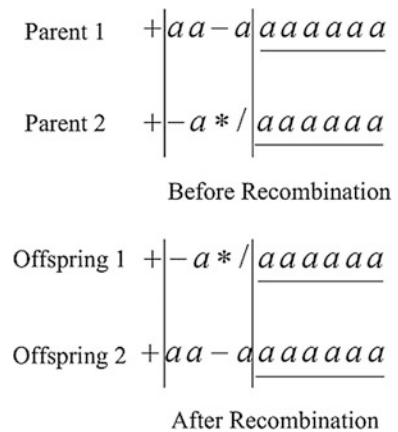 Parent 1 +|aa-a|aaaaaa
Parent 2 +|-a*/|aaaaaa
Before Recombination
Offspring 1 +|-a*/|aaaaaa
Offspring 2 +|aa-a|aaaaaa
After Recombination